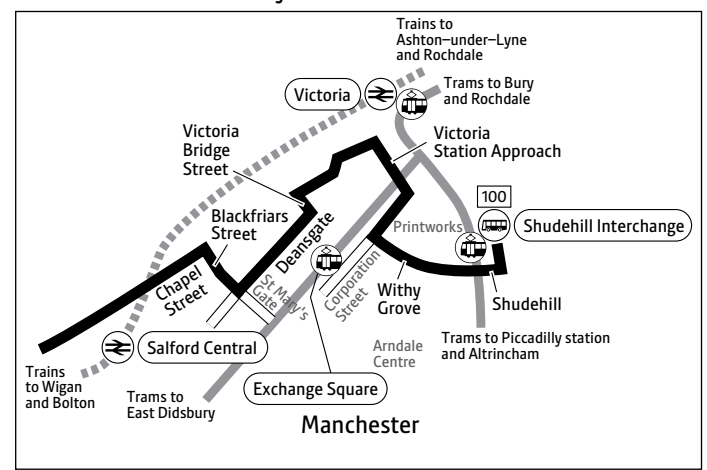 Trains to
Ashton–under–Lyne
and Rochdale
Trams to Bury
and Rochdale
Victoria
Victoria
Bridge
Street
Victoria
Station Approach
100
Blackfriars
Street
Printworks
Shudehill Interchange
Deansgate
Chapel
Street
St Mary's
Gate
Corporation
Street
Withy
Grove
Shudehill
Salford Central
Arndale
Centre
Trams to Piccadilly station
and Altrincham
Trains
to Wigan
and Bolton
Trams to
East Didsbury
Exchange Square
Manchester